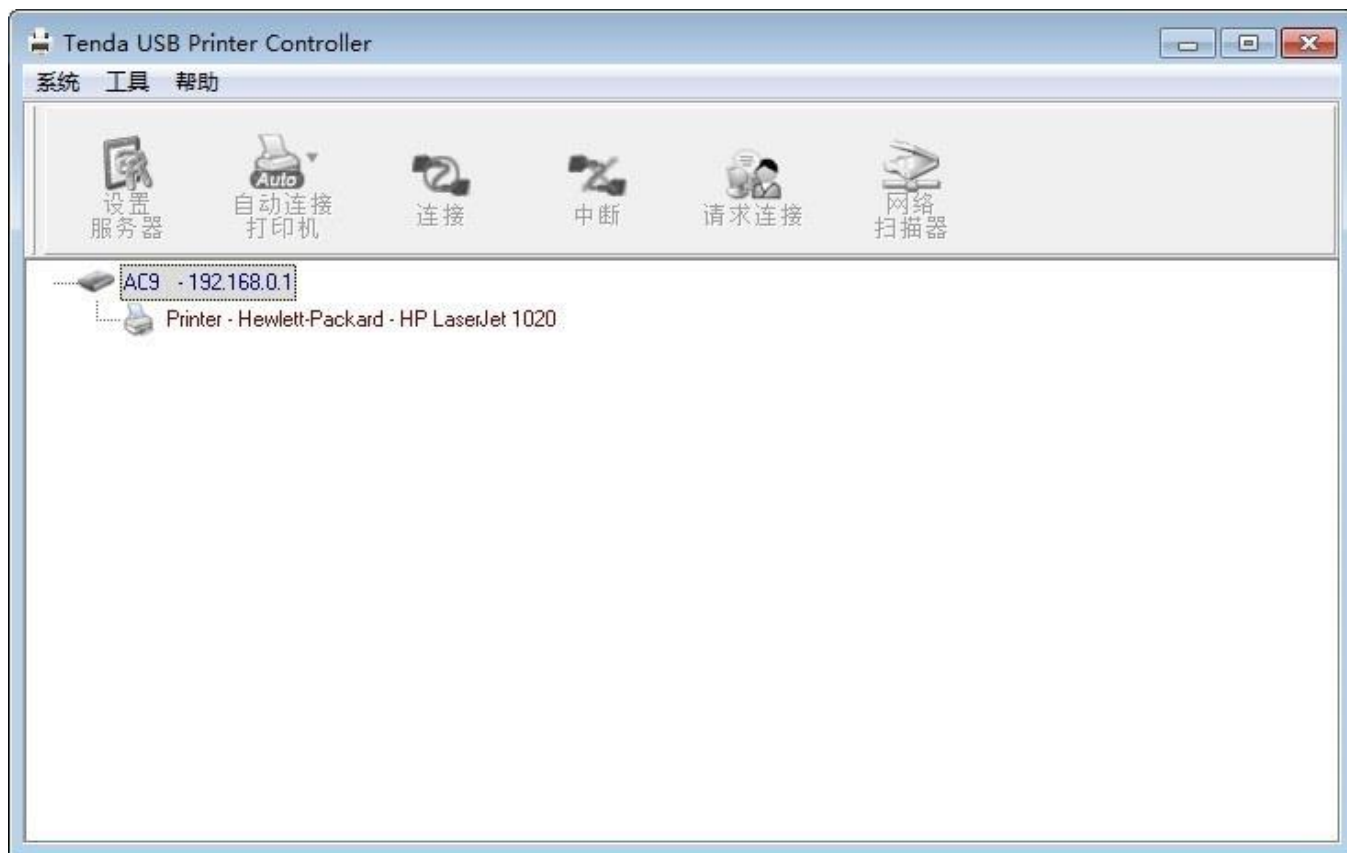 Tenda USB Printer Controller
系统 工具 帮助
设置
服务器
Auto
自动连接
打印机
连接
中断
请求连接
网络
扫描器
AC9 - 192.168.0.1
Printer - Hewlett-Packard - HP LaserJet 1020